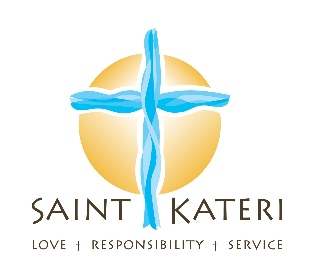 SAINT KATERI
LOVE | RESPONSIBILITY | SERVICE